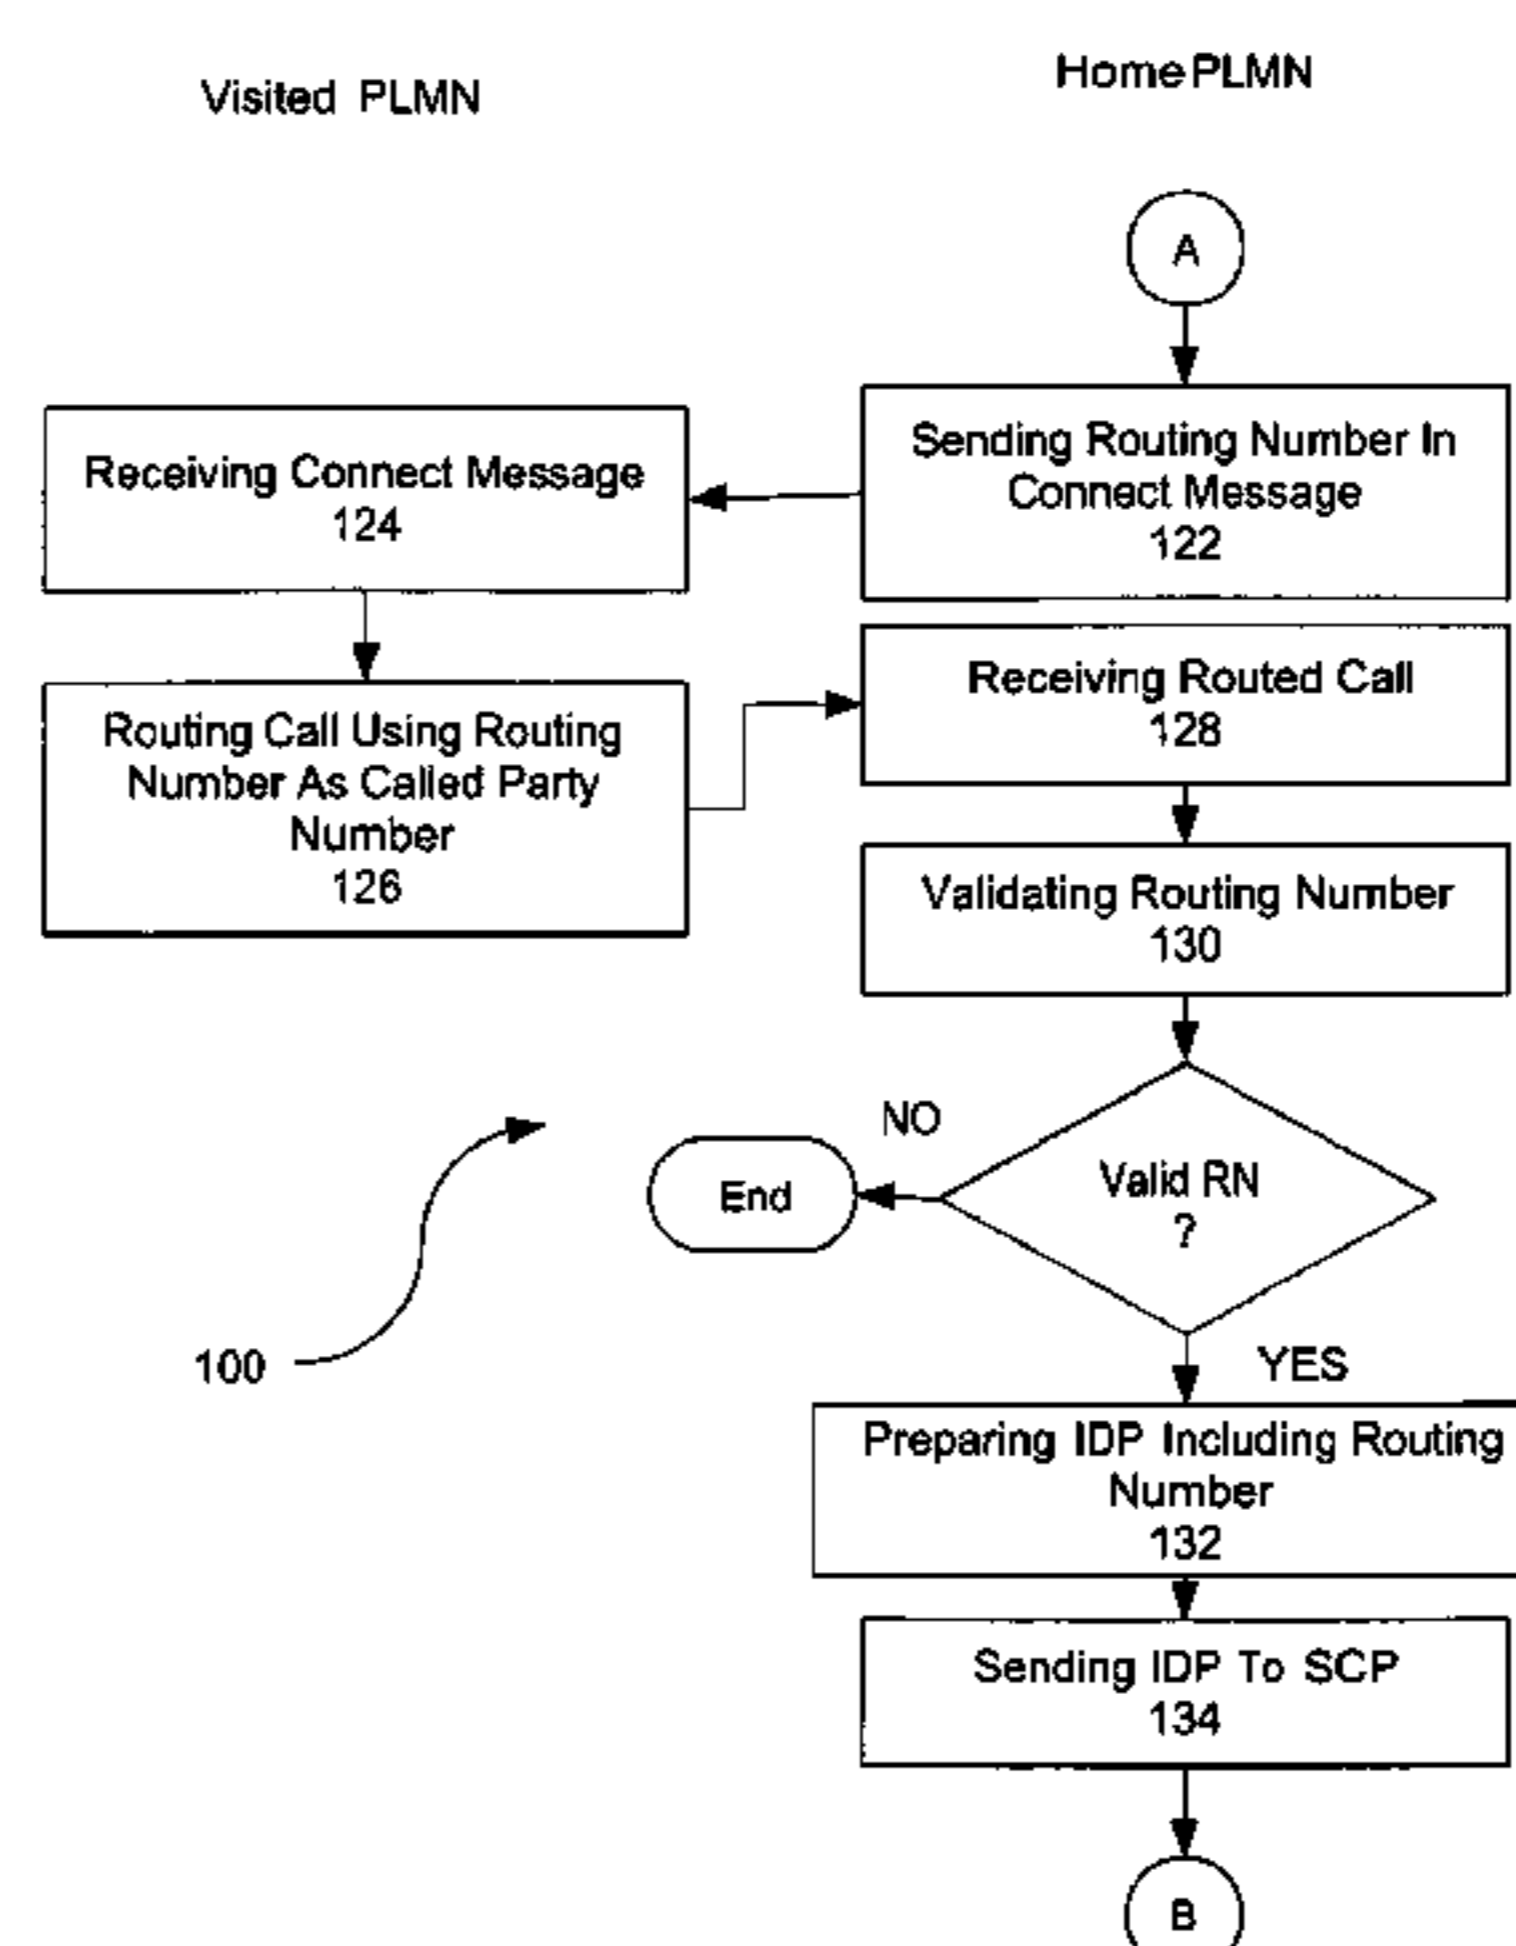 Visited PLMN
Home PLMN
A
Sending Routing Number In
Connect Message
122
Receiving Connect Message
124
Routing Call Using Routing
Number As Called Party
Number
126
Receiving Routed Call
128
Validating Routing Number
130
Valid RN
?
NO
End
YES
100
Preparing IDP Including Routing
Number
132
Sending IDP To SCP
134
B